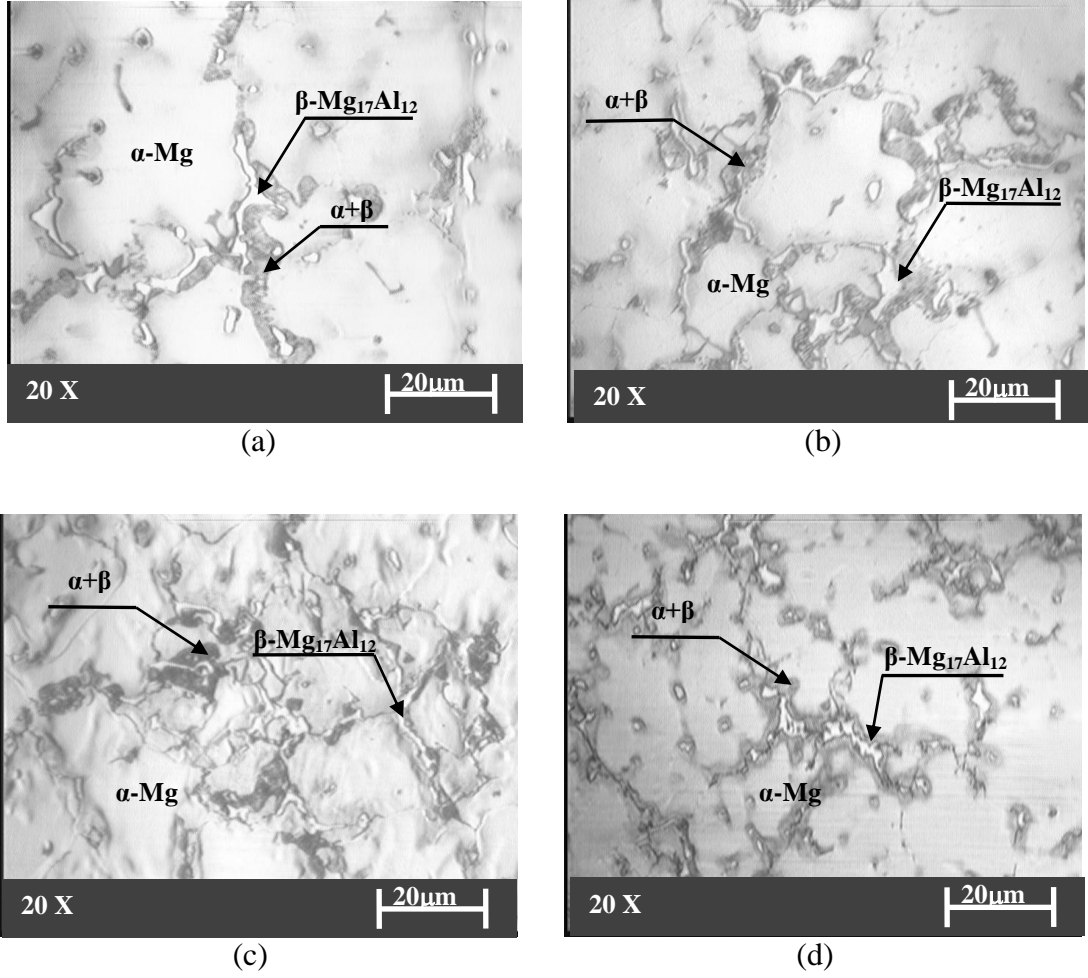 β-Mg₁₇Al₁₂
α-Mg
α+β
20 X
20μm
(a)
α+β
β-Mg₁₇Al₁₂
α-Mg
20 X
20μm
(b)
α+β
β-Mg₁₇Al₁₂
α-Mg
20 X
20μm
(c)
α+β
β-Mg₁₇Al₁₂
α-Mg
20 X
20μm
(d)